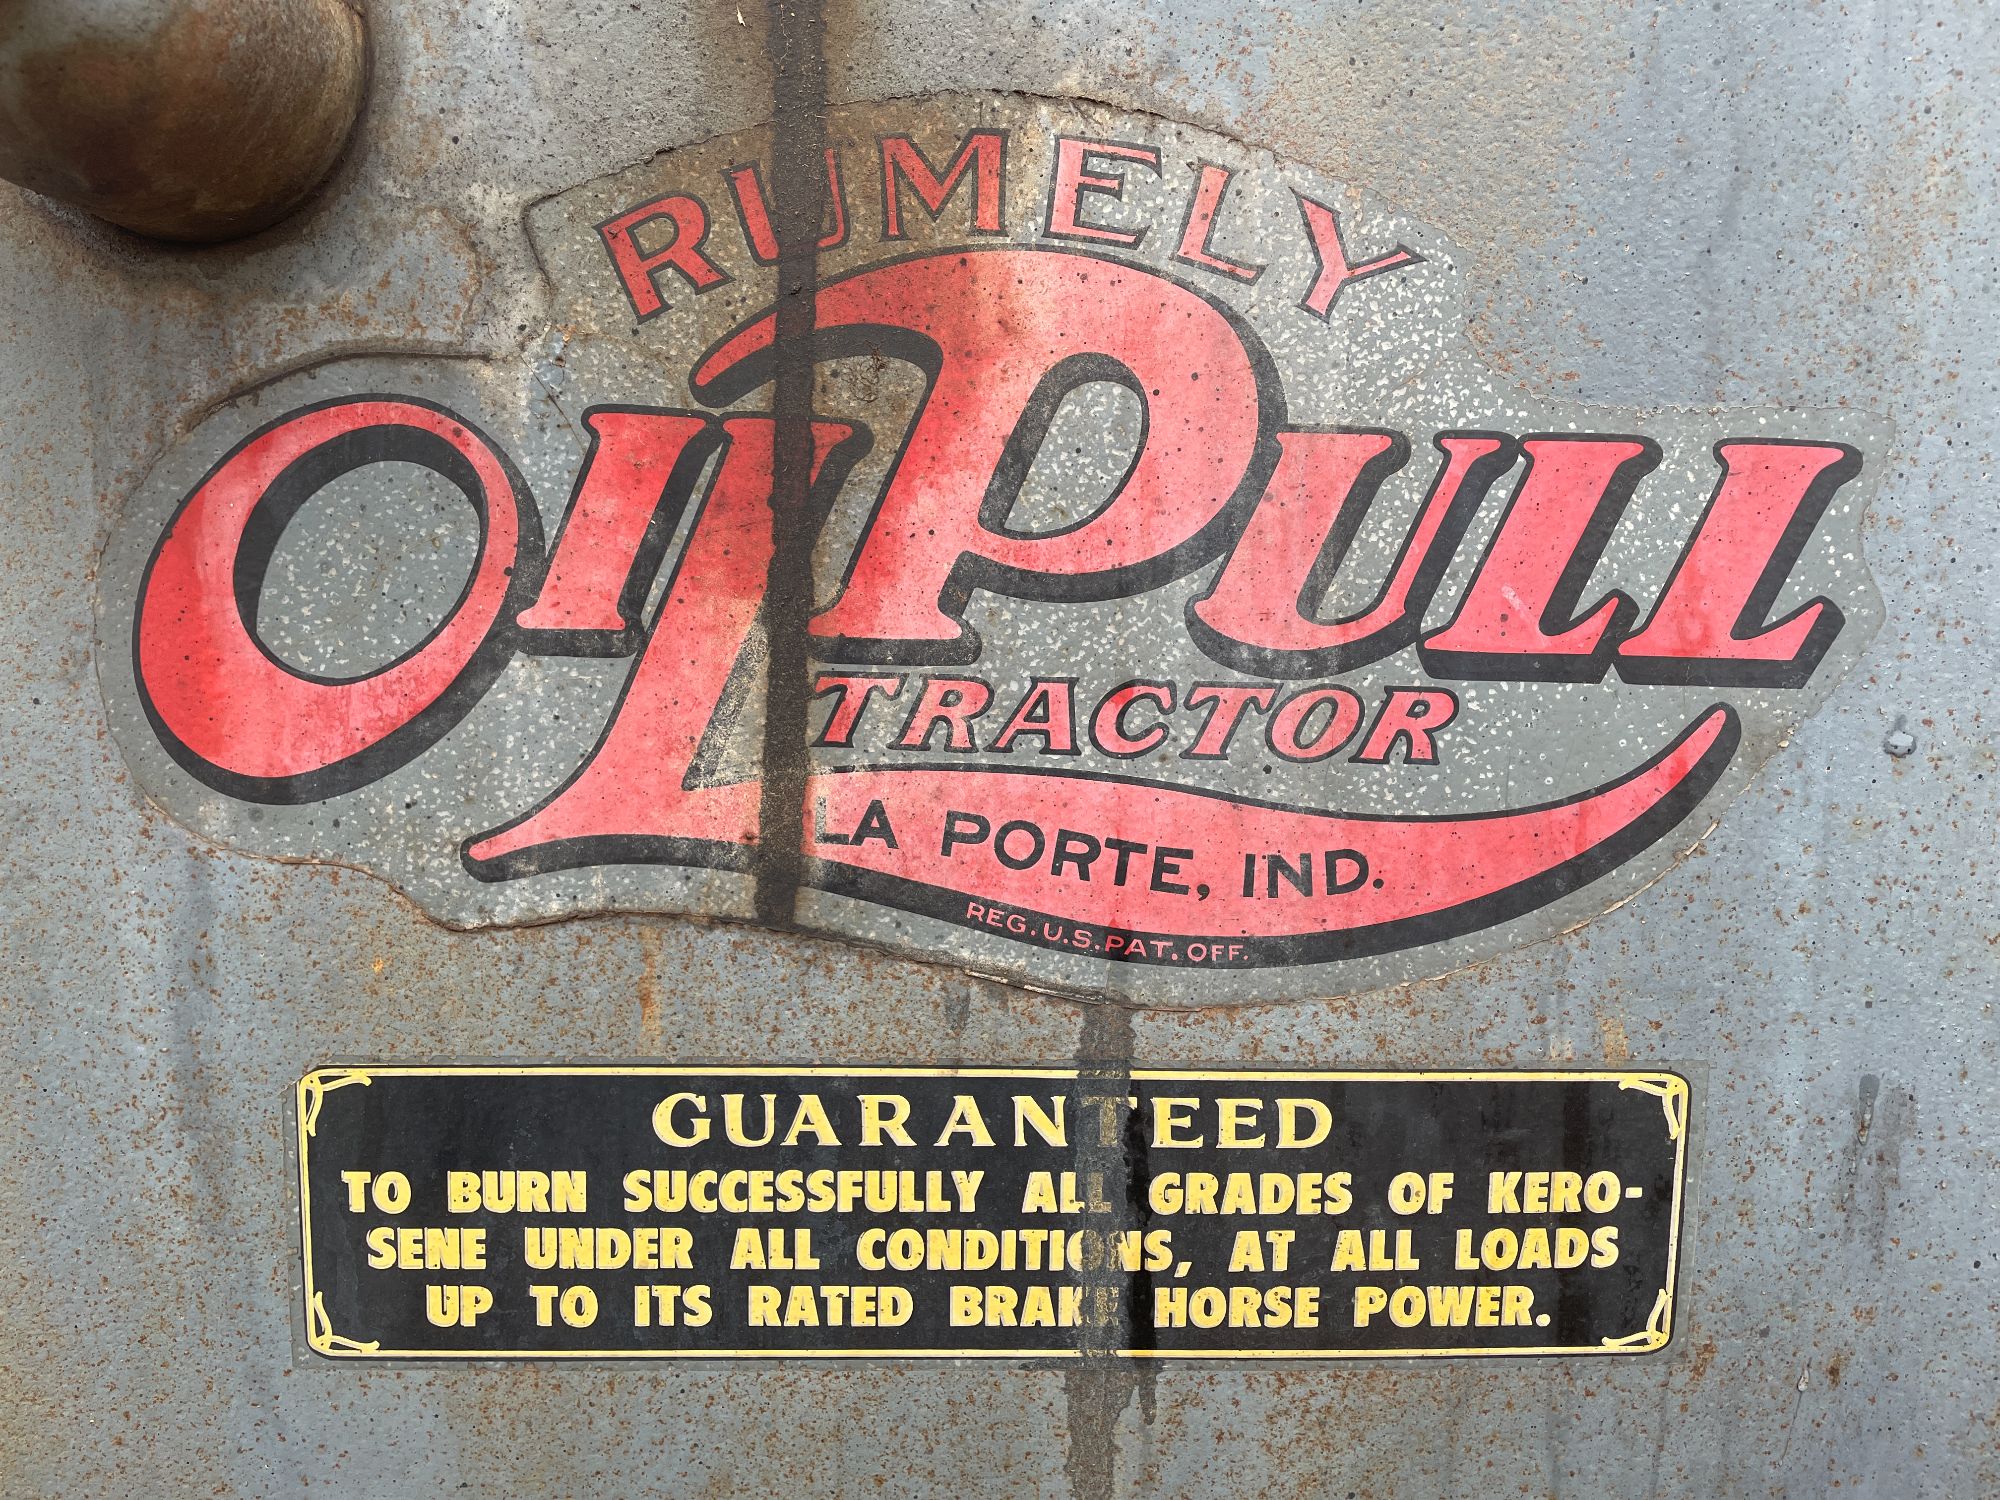 RUMELY
OILPULL
TRACTOR
LA PORTE, IND.
REG. U.S. PAT. OFF.
GUARANTEED
TO BURN SUCCESSFULLY ALL GRADES OF KERO-
SENE UNDER ALL CONDITIONS, AT ALL LOADS
UP TO ITS RATED BRAKE HORSE POWER.